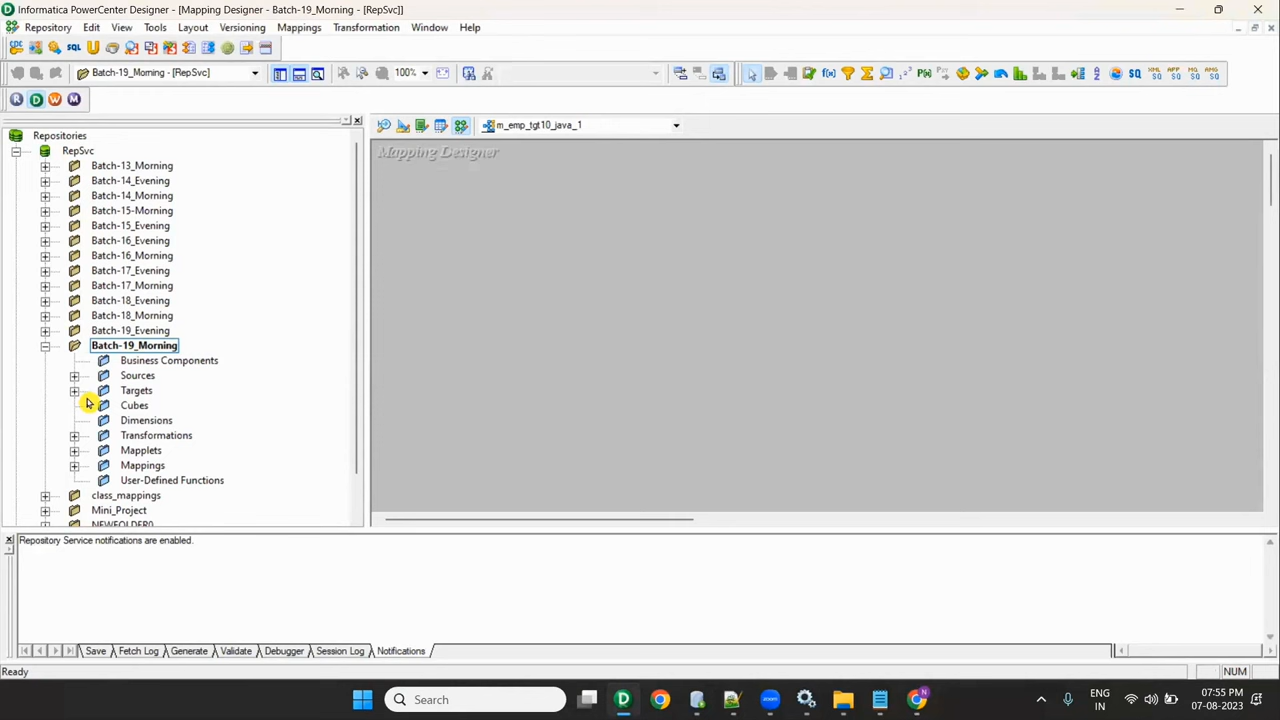 Informatica PowerCenter Designer - [Mapping Designer - Batch-19_Morning - [RepSvc]]
Repository Edit View Tools Layout Versioning Mappings Transformation Window Help
Batch-19_Morning - [RepSvc] 100%
m_emp_tgt10_java_1
Repositories
RepSvc
Batch-13_Morning
Batch-14_Evening
Batch-14_Morning
Batch-15-Morning
Batch-15_Evening
Batch-16_Evening
Batch-16_Morning
Batch-17_Evening
Batch-17_Morning
Batch-18_Evening
Batch-18_Morning
Batch-19_Evening
Batch-19_Morning
Business Components
Sources
Targets
Cubes
Dimensions
Transformations
Mapplets
Mappings
User-Defined Functions
class_mappings
Mini_Project
NEWFOLDER0
Mapping Designer
Repository Service notifications are enabled.
Save Fetch Log Generate Validate Debugger Session Log Notifications
Ready NUM
Search
ENG
IN
07:55 PM
07-08-2023